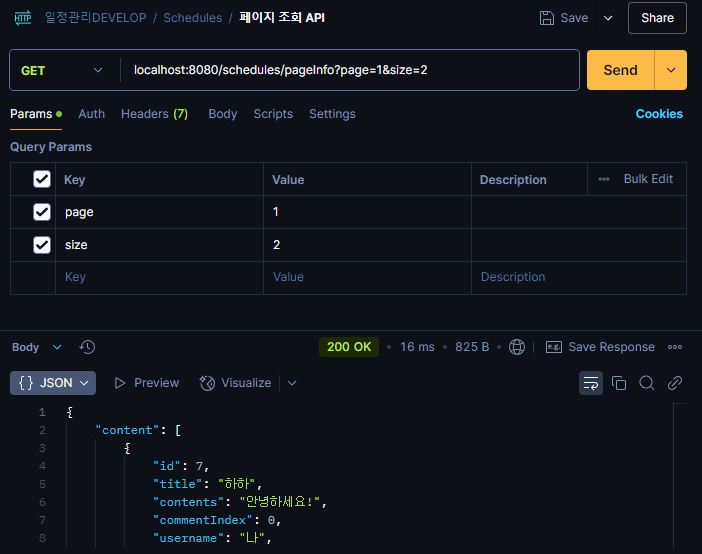 HTTP 일정관리DEVELOP / Schedules / 페이지 조회 API Save Share
GET localhost:8080/schedules/pageInfo?page=1&size=2 Send
Params Auth Headers (7) Body Scripts Settings Cookies
Query Params
Key Value Description Bulk Edit
page 1
size 2
Key Value Description
Body 200 OK 16 ms 825 B e.g. Save Response
{} JSON Preview Visualize
1 {
2 "content": [
3 {
4 "id": 7,
5 "title": "하하",
6 "contents": "안녕하세요!",
7 "commentIndex": 0,
8 "username": "나",